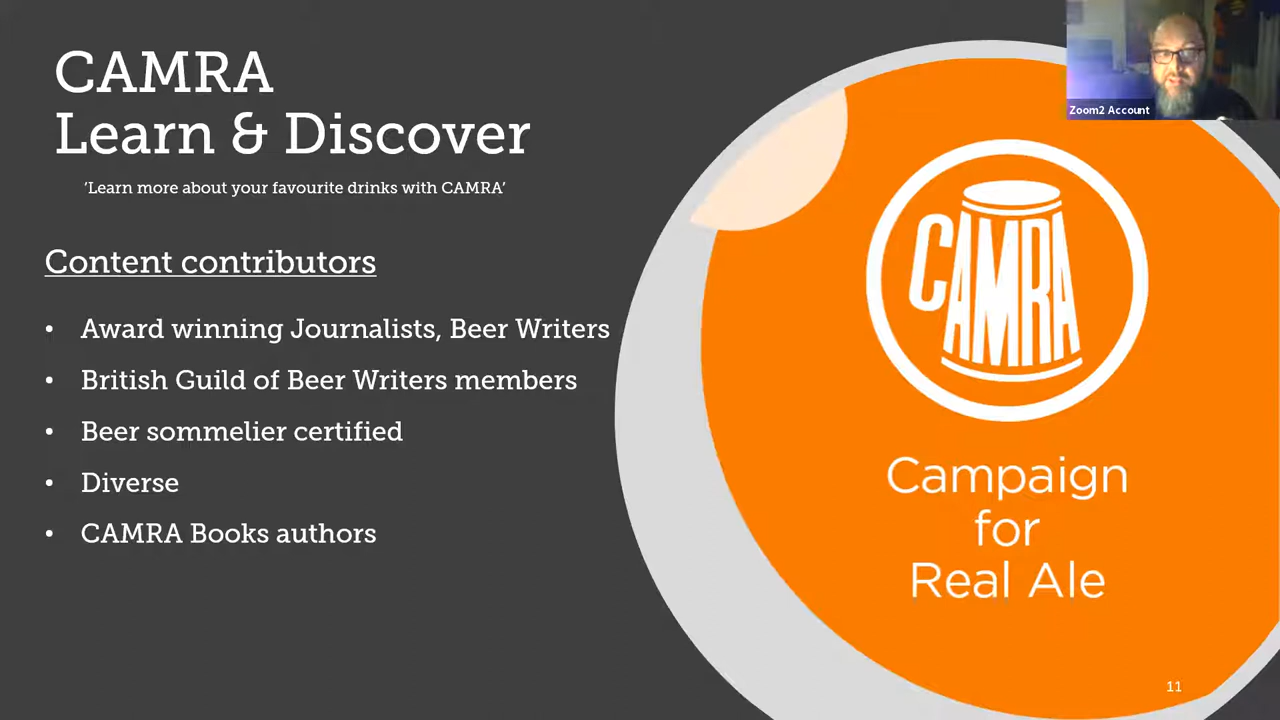 CAMRA
Learn & Discover
‘Learn more about your favourite drinks with CAMRA’
Content contributors
• Award winning Journalists, Beer Writers
• British Guild of Beer Writers members
• Beer sommelier certified
• Diverse
• CAMRA Books authors
Zoom2 Account
CAMRA
Campaign
for
Real Ale
11